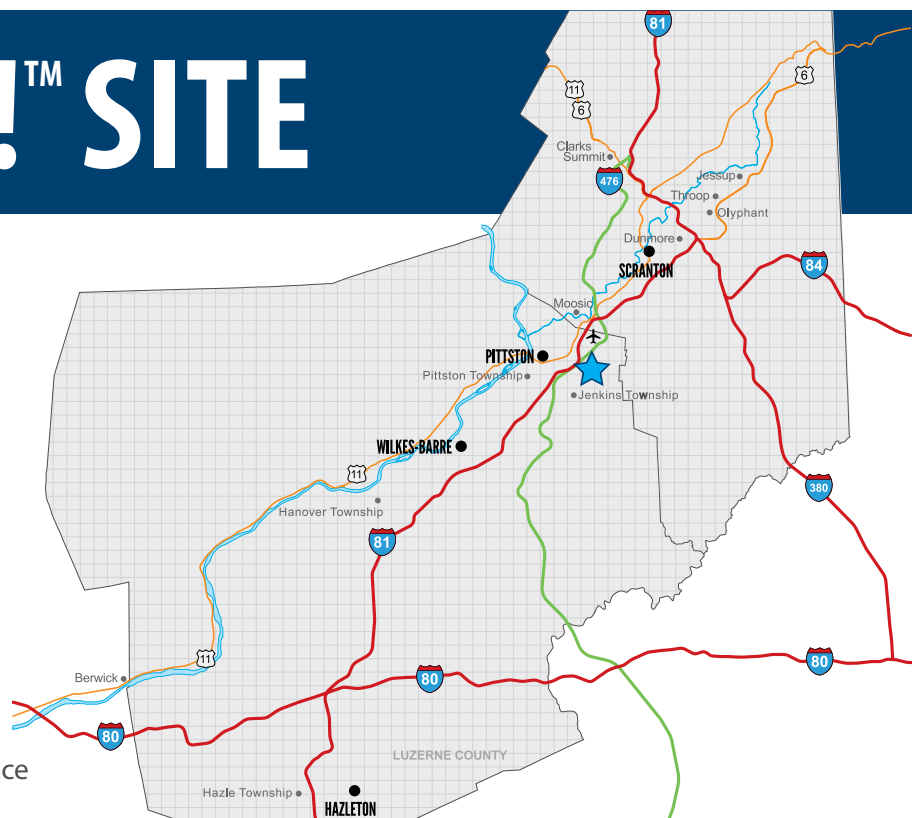 !™ SITE
81
11
6
6
Clarks
Summit
476
Jessup
Throop
Olyphant
Dunmore
SCRANTON
84
Moosic
PITTSTON
Pittston Township
Jenkins Township
WILKES-BARRE
11
380
Hanover Township
81
11
80
Berwick
80
80
LUZERNE COUNTY
ce
Hazle Township
HAZLETON